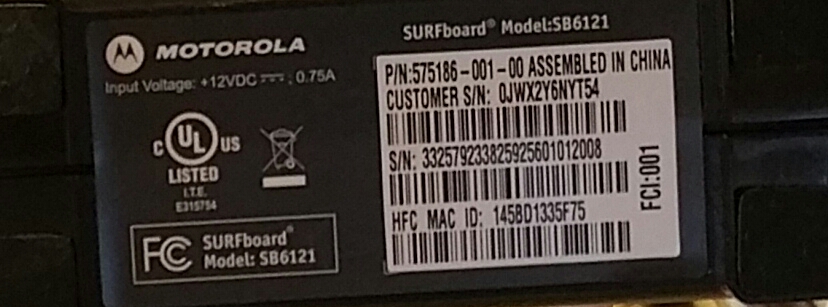 MOTOROLA
Input Voltage: +12VDC ⎓, 0.75A
C UL US
LISTED
I.T.E.
E315754
FCC SURFboard®
Model: SB6121
SURFboard® Model:SB6121
P/N:575186-001-00 ASSEMBLED IN CHINA
CUSTOMER S/N: 0JWX2Y6NYT54
S/N: 332579233825925601012008
HFC MAC ID: 145BD1335F75
FCI:001